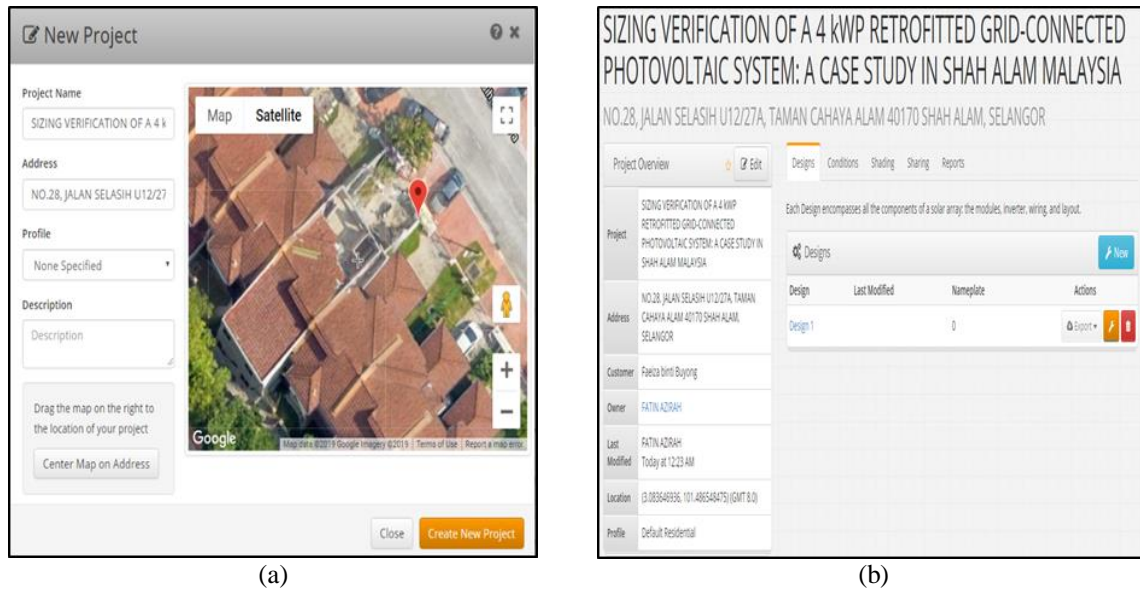 New Project
Project Name
SIZING VERIFICATION OF A 4 k
Address
NO.28, JALAN SELASIH U12/27
Profile
None Specified
Description
Description
Drag the map on the right to
the location of your project
Center Map on Address
Map Satellite
Google
Map data ©2019 Google Imagery ©2019 Terms of Use Report a map error
Close
Create New Project
(a)
SIZING VERIFICATION OF A 4 kWP RETROFITTED GRID-CONNECTED
PHOTOVOLTAIC SYSTEM: A CASE STUDY IN SHAH ALAM MALAYSIA
NO.28, JALAN SELASIH U12/27A, TAMAN CAHAYA ALAM 40170 SHAH ALAM, SELANGOR
Project Overview
Edit
Project
SIZING VERIFICATION OF A 4 kWP
RETROFITTED GRID-CONNECTED
PHOTOVOLTAIC SYSTEM: A CASE STUDY IN
SHAH ALAM MALAYSIA
Address
NO.28, JALAN SELASIH U12/27A, TAMAN
CAHAYA ALAM 40170 SHAH ALAM,
SELANGOR
Customer Faeiza binti Buyong
Owner FATIN AZIRAH
Last
Modified
FATIN AZIRAH
Today at 12:23 AM
Location (3.083646936, 101.486548475) (GMT 8.0)
Profile Default Residential
Designs Conditions Shading Sharing Reports
Each Design encompasses all the components of a solar array: the modules, inverter, wiring, and layout.
Designs
New
Design Last Modified Nameplate Actions
Design 1 0 Export
(b)